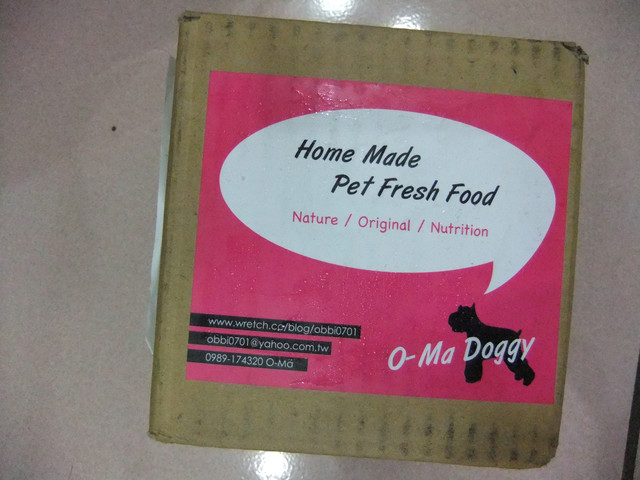 Home Made
Pet Fresh Food
Nature / Original / Nutrition
www.wretch.cc/blog/obbi0701
obbi0701@yahoo.com.tw
0989-174320 O-Ma
O-Ma Doggy